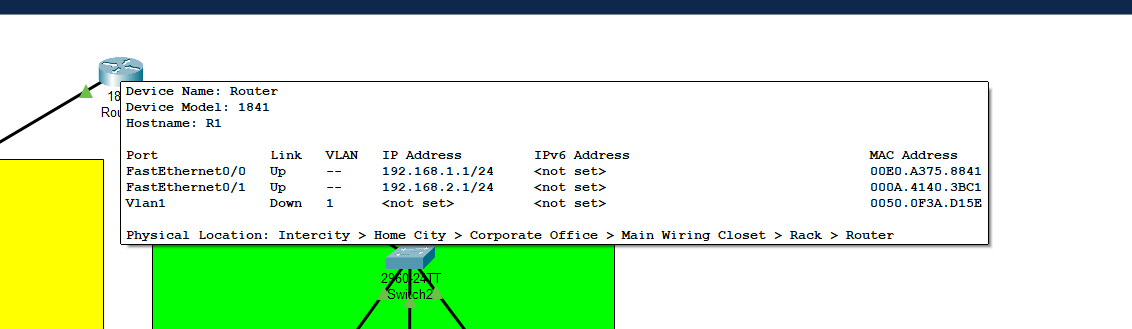 18
Rou
Device Name: Router
Device Model: 1841
Hostname: R1
Port Link VLAN IP Address IPv6 Address MAC Address
FastEthernet0/0 Up -- 192.168.1.1/24 <not set> 00E0.A375.8841
FastEthernet0/1 Up -- 192.168.2.1/24 <not set> 000A.4140.3BC1
Vlan1 Down 1 <not set> <not set> 0050.0F3A.D15E
Physical Location: Intercity > Home City > Corporate Office > Main Wiring Closet > Rack > Router
2960-24TT
Switch2